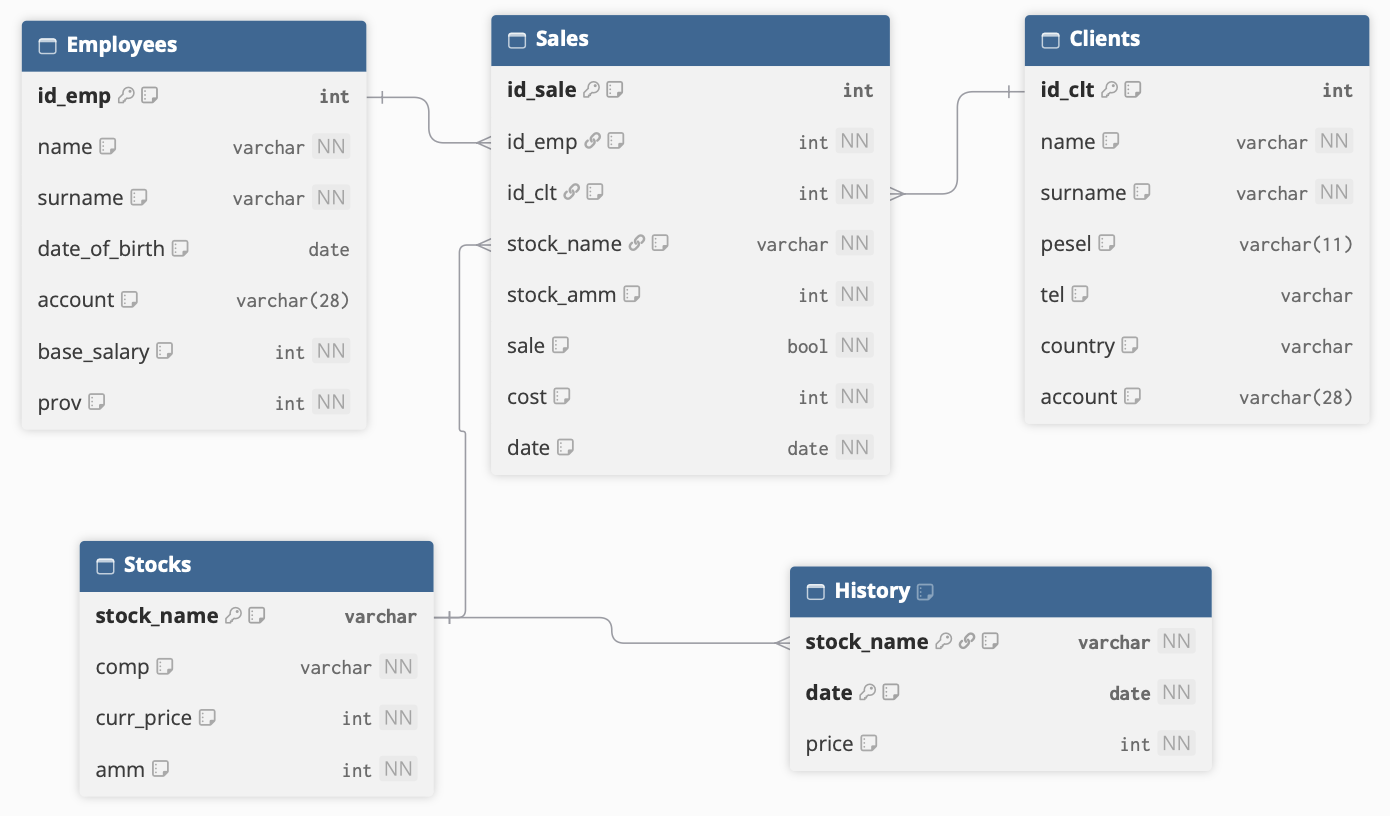 Employees
id_emp int
name varchar NN
surname varchar NN
date_of_birth date
account varchar(28)
base_salary int NN
prov int NN
Sales
id_sale int
id_emp int NN
id_clt int NN
stock_name varchar NN
stock_amm int NN
sale bool NN
cost int NN
date date NN
Clients
id_clt int
name varchar NN
surname varchar NN
pesel varchar(11)
tel varchar
country varchar
account varchar(28)
Stocks
stock_name varchar
comp varchar NN
curr_price int NN
amm int NN
History
stock_name varchar NN
date date NN
price int NN